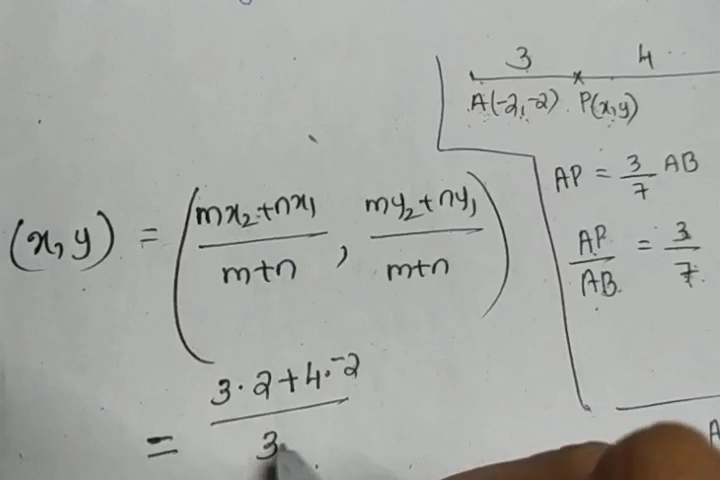 3 4
A(-2,-2) P(x,y)
AP = 3/7 AB
AP/AB = 3/7
(x,y) = (mx₂+nx₁/m+n , my₂+ny₁/m+n)
= 3·2+4·-2/3
A